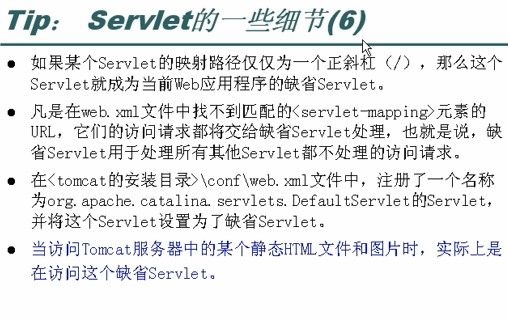 Tip: Servlet的一些细节(6)
● 如果某个Servlet的映射路径仅仅为一个正斜杠（/），那么这个
Servlet就成为当前Web应用程序的缺省Servlet。
● 凡是在web.xml文件中找不到匹配的<servlet-mapping>元素的
URL，它们的访问请求都将交给缺省Servlet处理，也就是说，缺
省Servlet用于处理所有其他Servlet都不处理的访问请求。
● 在<tomcat的安装目录>\conf\web.xml文件中，注册了一个名称
为org.apache.catalina.servlets.DefaultServlet的Servlet，
并将这个Servlet设置为了缺省Servlet。
● 当访问Tomcat服务器中的某个静态HTML文件和图片时，实际上是
在访问这个缺省Servlet。